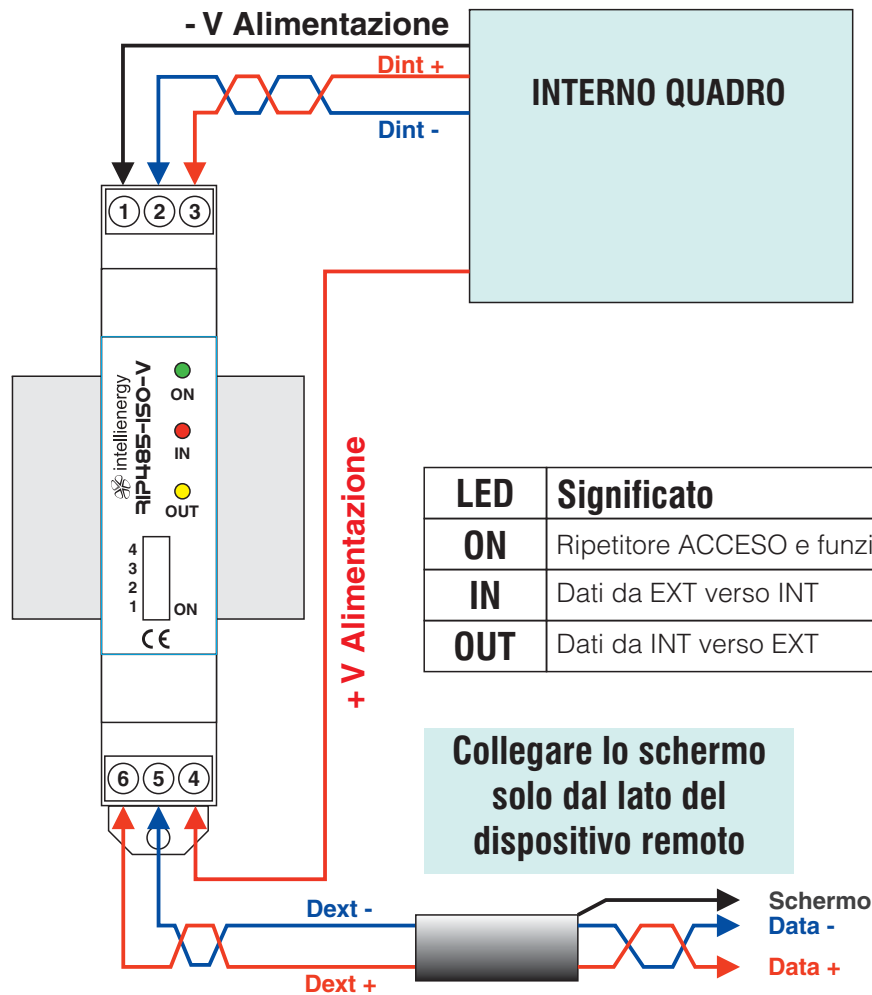 - V Alimentazione
Dint +
Dint -
INTERNO QUADRO
1 2 3
ON
IN
OUT
intellienergy
RIP485-ISO-V
4
3
2
1
ON
CE
+ V Alimentazione
LED Significato
ON Ripetitore ACCESO e
IN Dati da EXT verso INT
OUT Dati da INT verso EXT
Collegare lo schermo
solo dal lato del
dispositivo remoto
6 5 4
Dext -
Dext +
Schermo
Data -
Data +